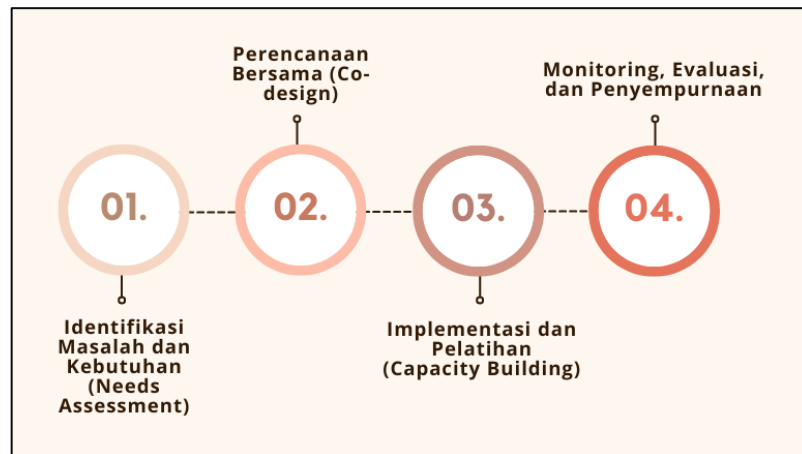 01.
Identifikasi
Masalah dan
Kebutuhan
(Needs
Assessment)
Perencanaan
Bersama (Co-
design)
02.
03.
Implementasi dan
Pelatihan
(Capacity Building)
Monitoring, Evaluasi,
dan Penyempurnaan
04.